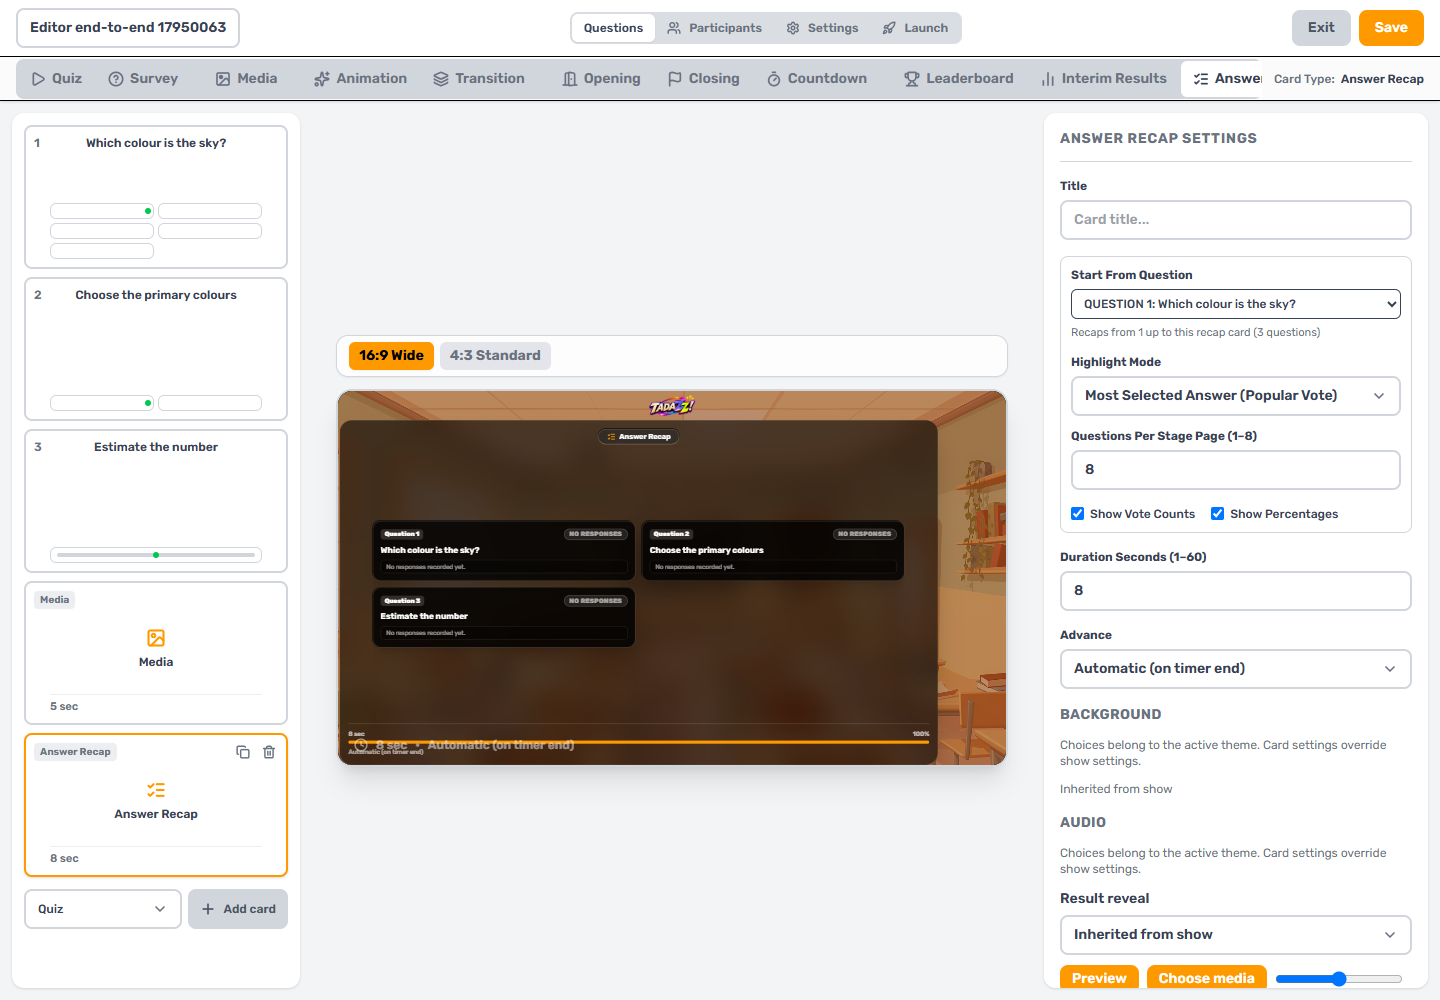 Editor end-to-end 17950063
Questions
Participants
Settings
Launch
Exit
Save
Quiz
Survey
Media
Animation
Transition
Opening
Closing
Countdown
Leaderboard
Interim Results
Answe
Card Type: Answer Recap
1
Which colour is the sky?
2
Choose the primary colours
3
Estimate the number
Media
Media
5 sec
Answer Recap
Answer Recap
8 sec
Quiz
Add card
16:9 Wide
4:3 Standard
TADAZZ!
Answer Recap
Question 1
NO RESPONSES
Which colour is the sky?
No responses recorded yet.
Question 2
NO RESPONSES
Choose the primary colours
No responses recorded yet.
Question 3
NO RESPONSES
Estimate the number
No responses recorded yet.
8 sec
100%
8 sec • Automatic (on timer end)
Automatic (on timer end)
ANSWER RECAP SETTINGS
Title
Card title...
Start From Question
QUESTION 1: Which colour is the sky?
Recaps from 1 up to this recap card (3 questions)
Highlight Mode
Most Selected Answer (Popular Vote)
Questions Per Stage Page (1–8)
8
Show Vote Counts
Show Percentages
Duration Seconds (1–60)
8
Advance
Automatic (on timer end)
BACKGROUND
Choices belong to the active theme. Card settings override
show settings.
Inherited from show
AUDIO
Choices belong to the active theme. Card settings override
show settings.
Result reveal
Inherited from show
Preview
Choose media